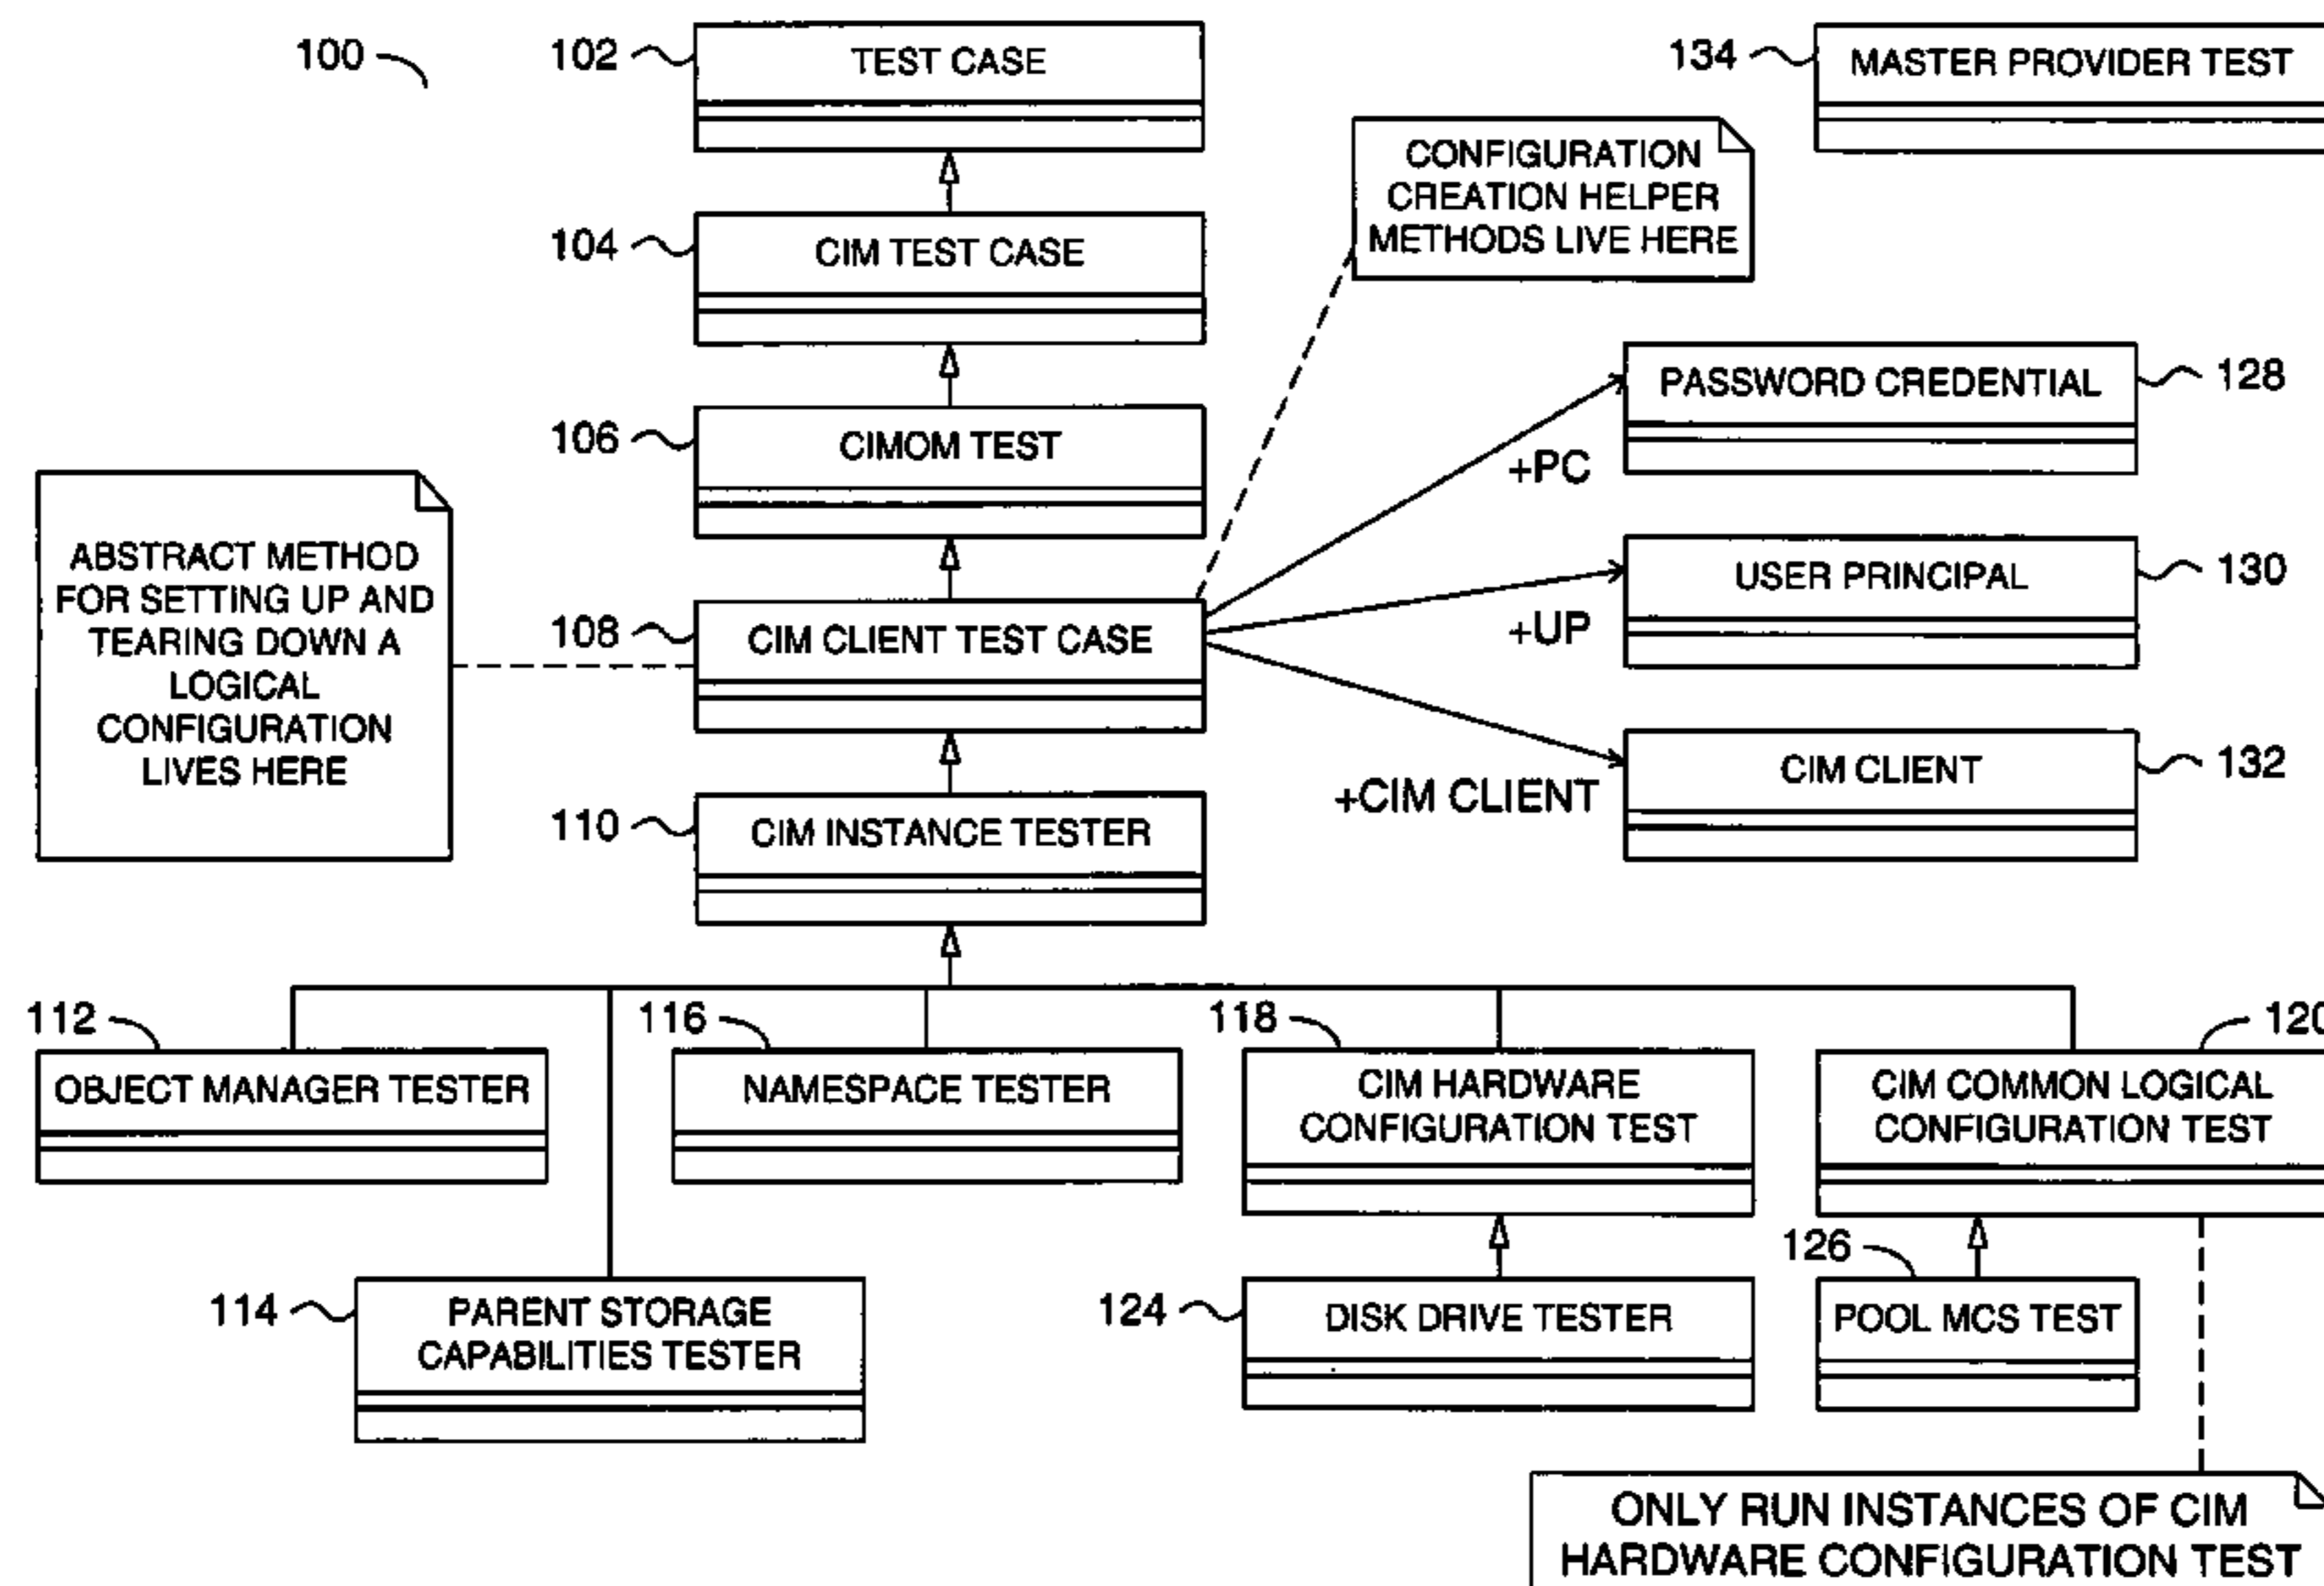 100
102
TEST CASE
134
MASTER PROVIDER TEST
CONFIGURATION
CREATION HELPER
METHODS LIVE HERE
104
CIM TEST CASE
128
PASSWORD CREDENTIAL
+PC
106
CIMOM TEST
ABSTRACT METHOD
FOR SETTING UP AND
TEARING DOWN A
LOGICAL
CONFIGURATION
LIVES HERE
130
USER PRINCIPAL
+UP
108
CIM CLIENT TEST CASE
132
CIM CLIENT
+CIM CLIENT
110
CIM INSTANCE TESTER
112
OBJECT MANAGER TESTER
116
NAMESPACE TESTER
118
CIM HARDWARE
CONFIGURATION TEST
120
CIM COMMON LOGICAL
CONFIGURATION TEST
114
PARENT STORAGE
CAPABILITIES TESTER
124
DISK DRIVE TESTER
126
POOL MCS TEST
ONLY RUN INSTANCES OF CIM
HARDWARE CONFIGURATION TEST